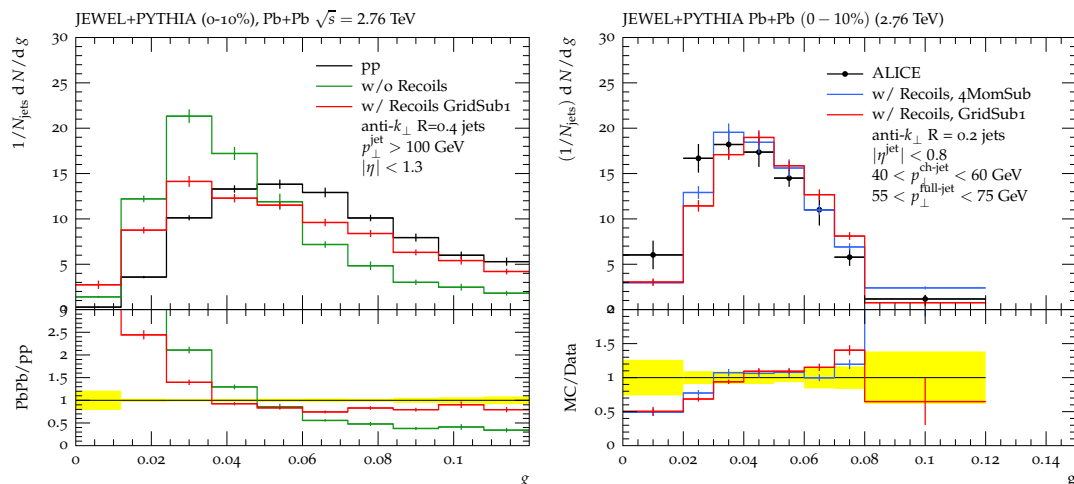 JEWEL+PYTHIA (0-10%), Pb+Pb √s = 2.76 TeV
1/N_jets dN/dg
30
25
20
15
10
5
0
pp
w/o Recoils
w/ Recoils GridSub1
anti-k⊥ R=0.4 jets
p⊥^jet > 100 GeV
|η| < 1.3
PbPb/pp
2.5
2
1.5
1
0.5
0
0 0.02 0.04 0.06 0.08 0.1
g
JEWEL+PYTHIA Pb+Pb (0 − 10%) (2.76 TeV)
(1/N_jets) dN/dg
30
25
20
15
10
5
ALICE
w/ Recoils, 4MomSub
w/ Recoils, GridSub1
anti-k⊥ R = 0.2 jets
|η^jet| < 0.8
40 < p⊥^ch-jet < 60 GeV
55 < p⊥^full-jet < 75 GeV
MC/Data
1.5
1
0.5
0
0 0.02 0.04 0.06 0.08 0.1 0.12 0.14
g